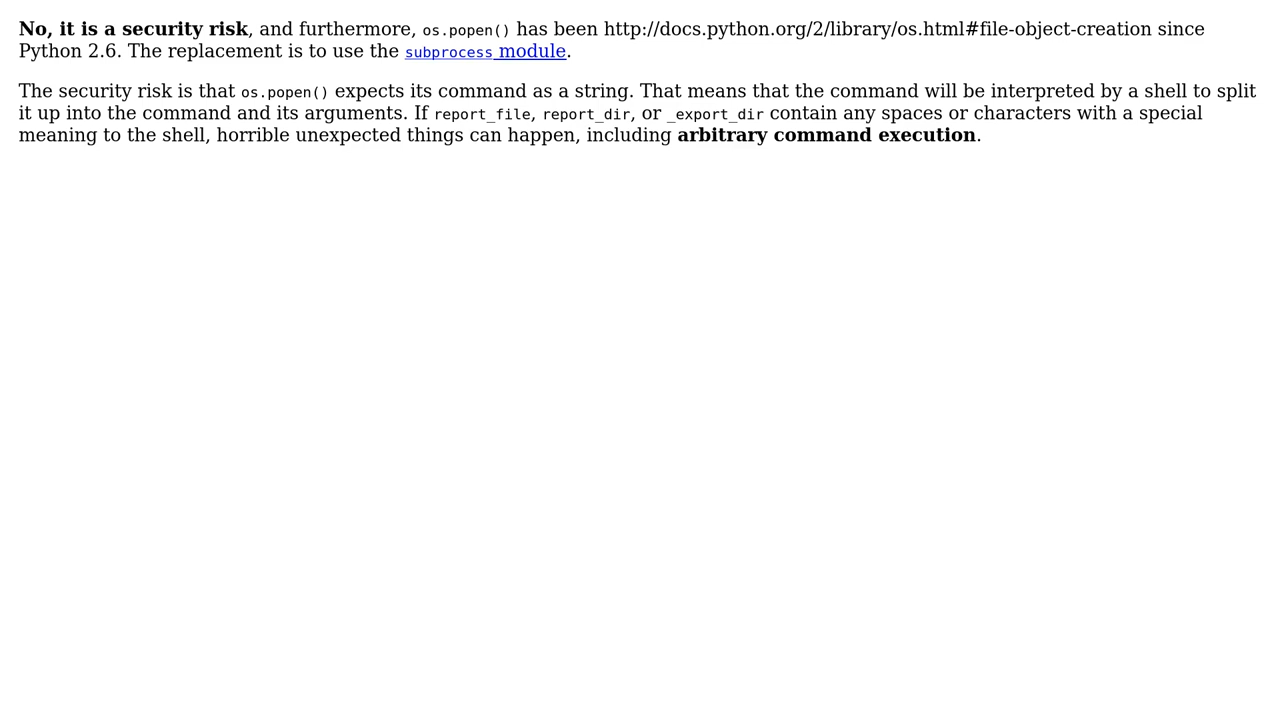 No, it is a security risk, and furthermore, os.popen() has been http://docs.python.org/2/library/os.html#file-object-creation since
Python 2.6. The replacement is to use the subprocess module.
The security risk is that os.popen() expects its command as a string. That means that the command will be interpreted by a shell to split
it up into the command and its arguments. If report_file, report_dir, or _export_dir contain any spaces or characters with a special
meaning to the shell, horrible unexpected things can happen, including arbitrary command execution.